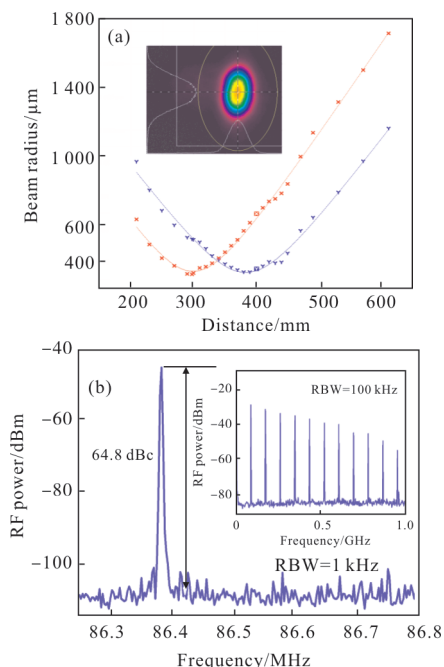 (a)
1 800
1 400
1 000
800
600
400
Beam radius/μm
200
300
400
500
600
Distance/mm
(b)
-40
-60
-80
-100
RF power/dBm
64.8 dBc
RBW=100 kHz
-20
-40
-60
-80
RF power/dBm
0
0.5
1.0
Frequency/GHz
RBW=1 kHz
86.3
86.4
86.5
86.6
86.7
86.8
Frequency/MHz